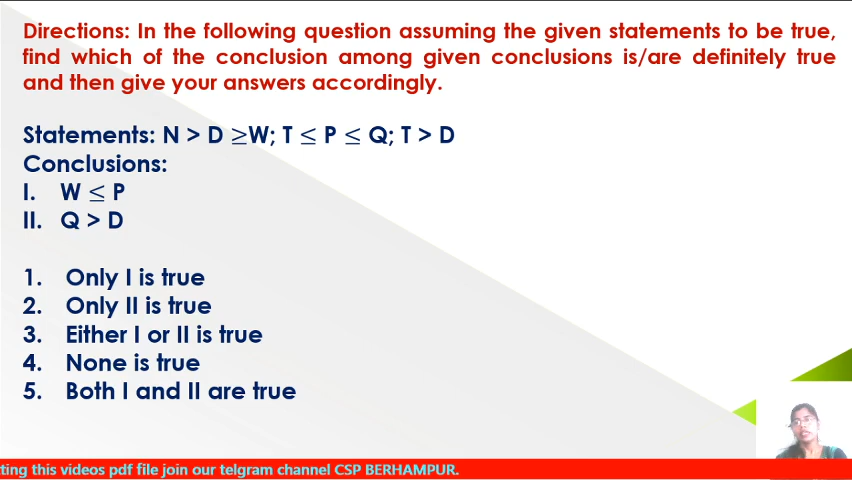 Directions: In the following question assuming the given statements to be true,
find which of the conclusion among given conclusions is/are definitely true
and then give your answers accordingly.
Statements: N > D ≥W; T ≤ P ≤ Q; T > D
Conclusions:
I. W ≤ P
II. Q > D
1. Only I is true
2. Only II is true
3. Either I or II is true
4. None is true
5. Both I and II are true
ting this videos pdf file join our telgram channel CSP BERHAMPUR.